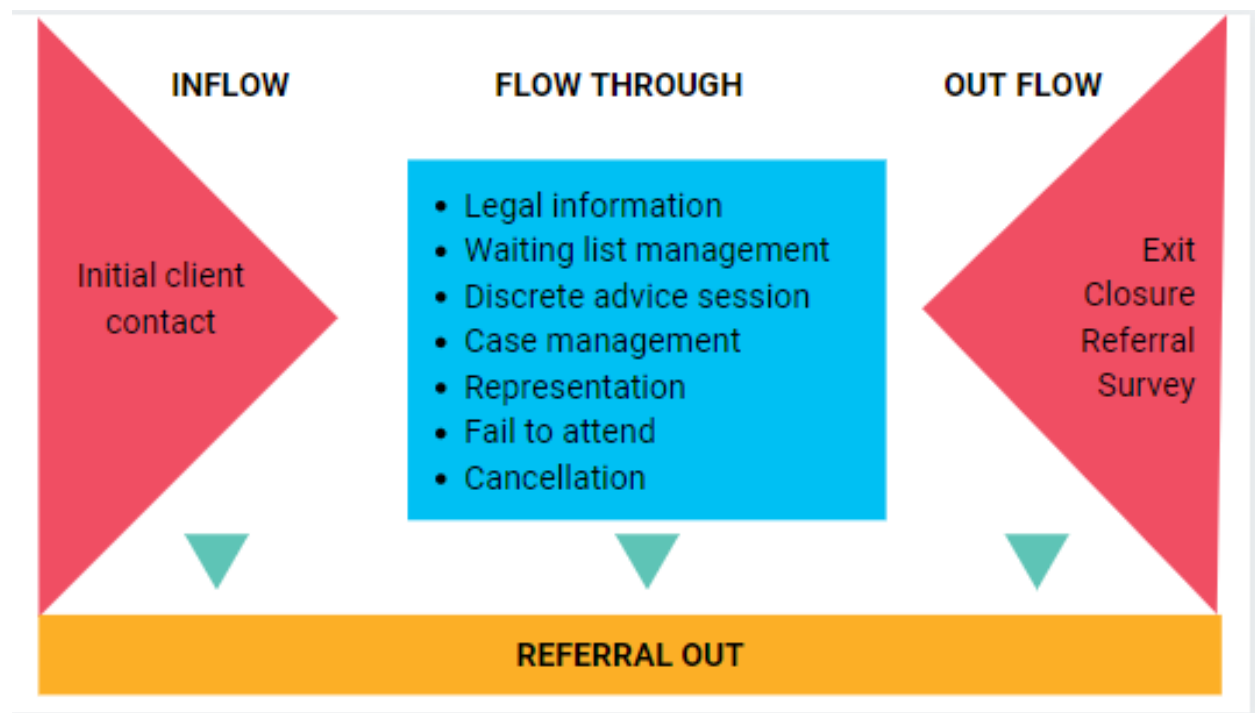 INFLOW
FLOW THROUGH
OUT FLOW
Initial client
contact
• Legal information
• Waiting list management
• Discrete advice session
• Case management
• Representation
• Fail to attend
• Cancellation
Exit
Closure
Referral
Survey
REFERRAL OUT